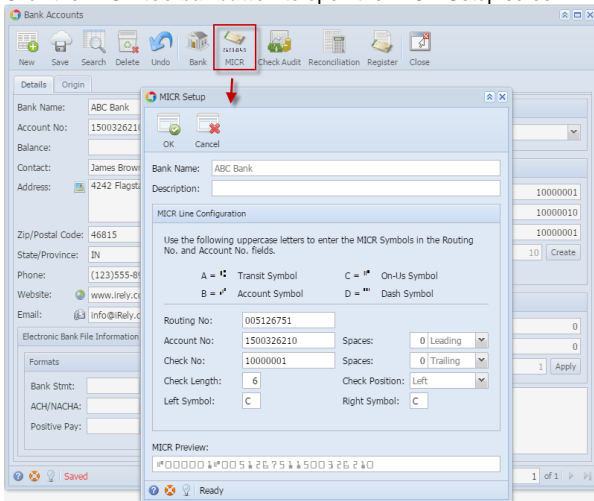 Bank Accounts
New Save Search Delete Undo Bank MICR Check Audit Reconciliation Register Close
Details Origin
Bank Name: ABC Bank
Account No: 1500326210
Balance:
Contact: James Brown
Address: 4242 Flagsta
Zip/Postal Code: 46815
State/Province: IN
Phone: (123)555-89
Website: www.irely.co
Email: info@iRely.c
Electronic Bank File Information
Formats
Bank Stmt:
ACH/NACHA:
Positive Pay:
Saved
MICR Setup
OK Cancel
Bank Name: ABC Bank
Description:
MICR Line Configuration
Use the following uppercase letters to enter the MICR Symbols in the Routing
No. and Account No. fields.
A = Transit Symbol C = On-Us Symbol
B = Account Symbol D = Dash Symbol
Routing No: 005126751
Account No: 1500326210 Spaces: 0 Leading
Check No: 10000001 Spaces: 0 Trailing
Check Length: 6 Check Position: Left
Left Symbol: C Right Symbol: C
MICR Preview:
⑈000001⑈0051267511500326210
Ready
10000001
10000010
10000001
10 Create
0
0
1 Apply
1 of 1